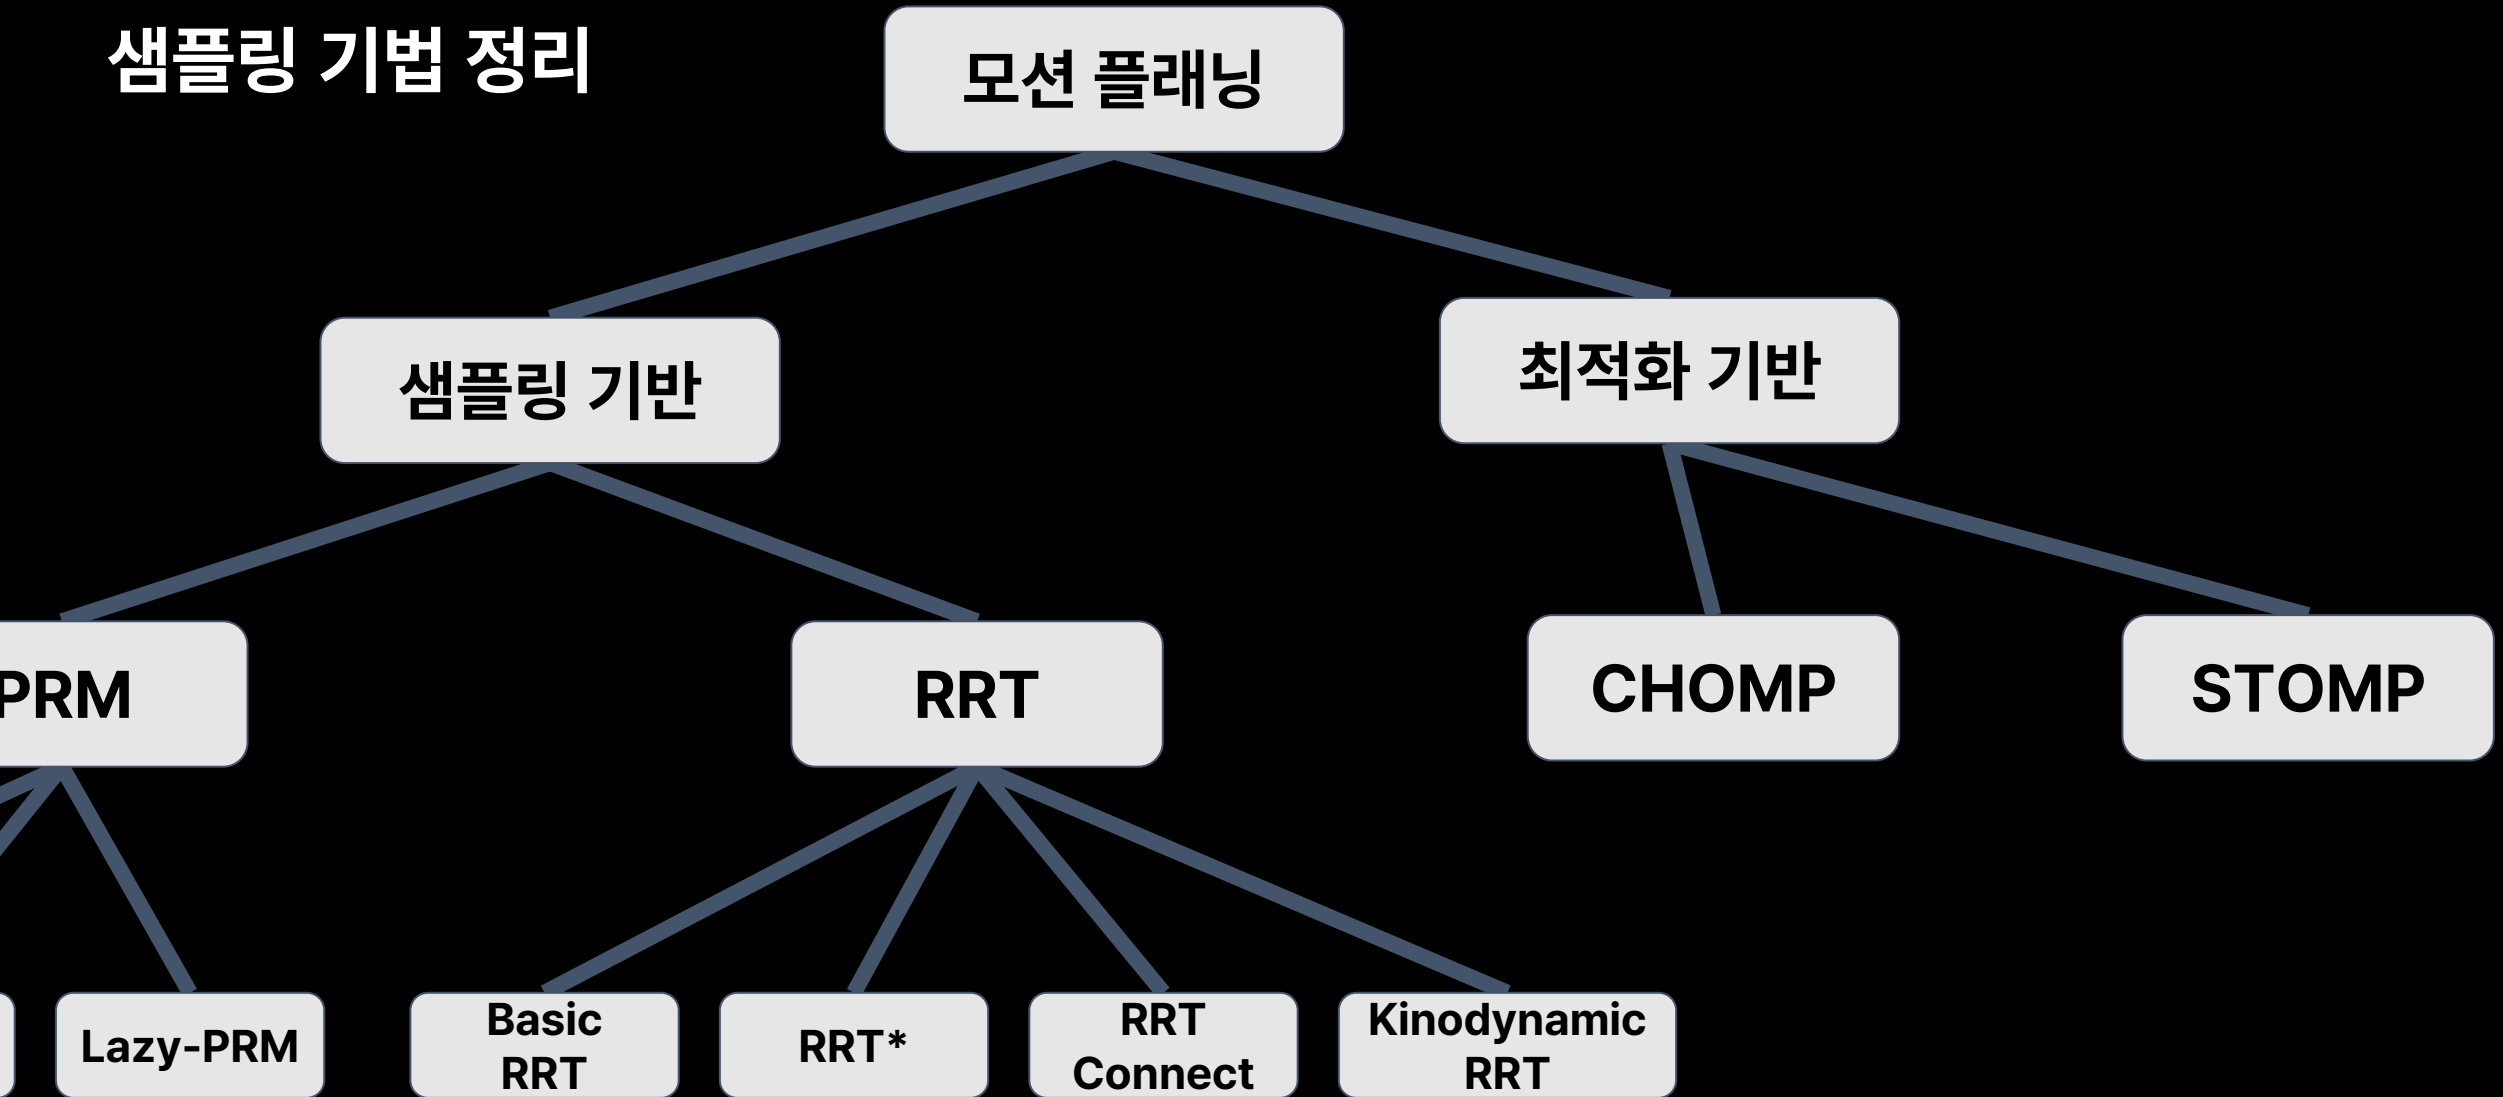 샘플링 기법 정리
모션 플래닝
샘플링 기반
최적화 기반
PRM
RRT
CHOMP
STOMP
Lazy-PRM
Basic
RRT
RRT*
RRT
Connect
Kinodynamic
RRT